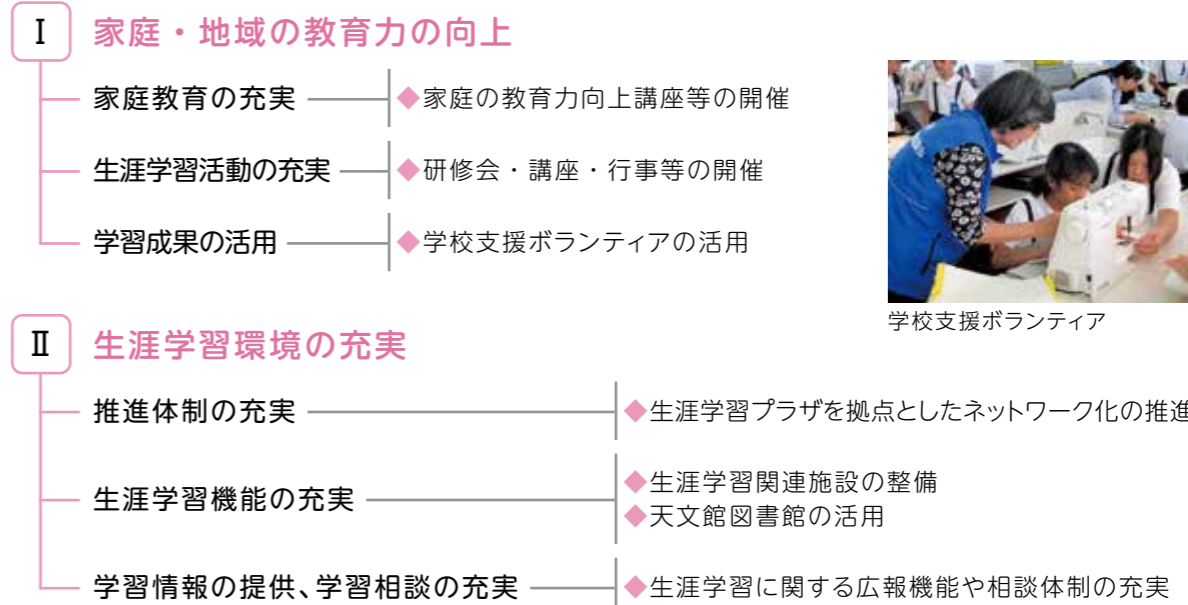 Ⅰ 家庭・地域の教育力の向上
家庭教育の充実 ◆家庭の教育力向上講座等の開催
生涯学習活動の充実 ◆研修会・講座・行事等の開催
学習成果の活用 ◆学校支援ボランティアの活用
学校支援ボランティア
Ⅱ 生涯学習環境の充実
推進体制の充実 ◆生涯学習プラザを拠点としたネットワーク化の推進
生涯学習機能の充実 ◆生涯学習関連施設の整備
◆天文館図書館の活用
学習情報の提供、学習相談の充実 ◆生涯学習に関する広報機能や相談体制の充実